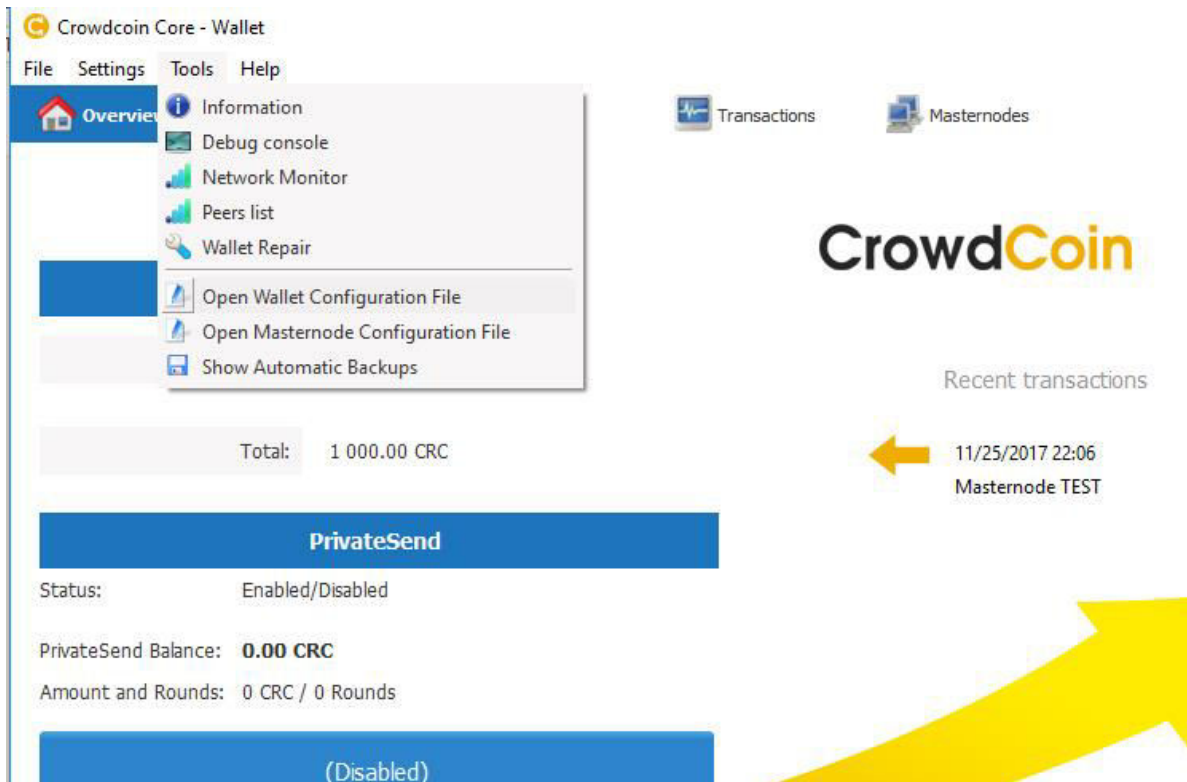 Crowdcoin Core - Wallet
File Settings Tools Help
Overview
Transactions
Masternodes
Information
Debug console
Network Monitor
Peers list
Wallet Repair
Open Wallet Configuration File
Open Masternode Configuration File
Show Automatic Backups
CrowdCoin
Recent transactions
Total: 1 000.00 CRC
11/25/2017 22:06
Masternode TEST
PrivateSend
Status: Enabled/Disabled
PrivateSend Balance: 0.00 CRC
Amount and Rounds: 0 CRC / 0 Rounds
(Disabled)